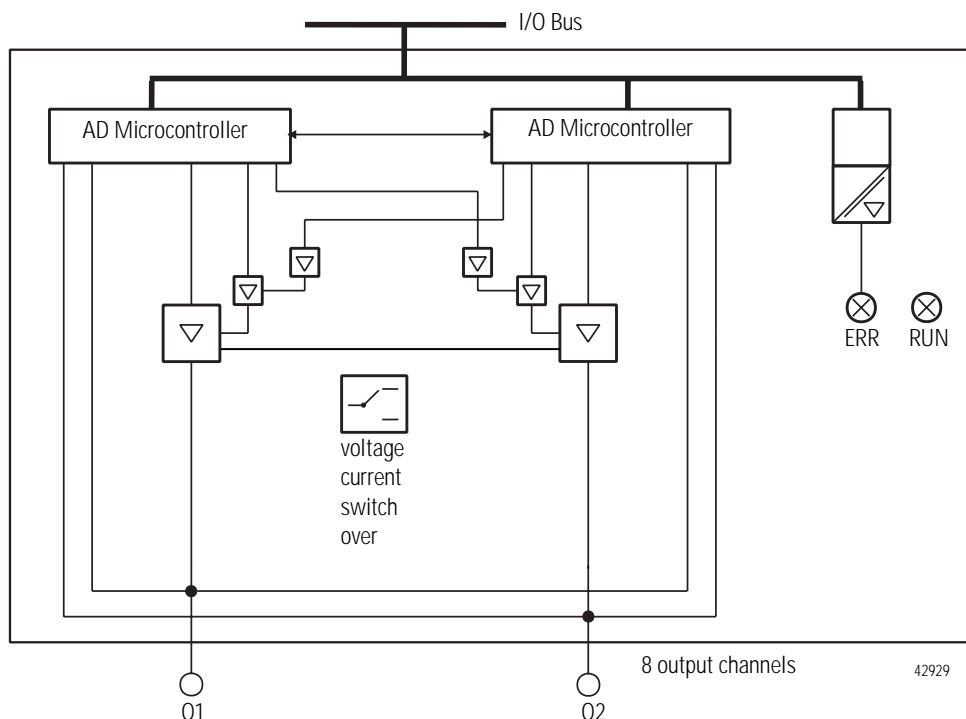 I/O Bus
AD Microcontroller
AD Microcontroller
ERR
RUN
voltage
current
switch
over
8 output channels
42929
O1
O2